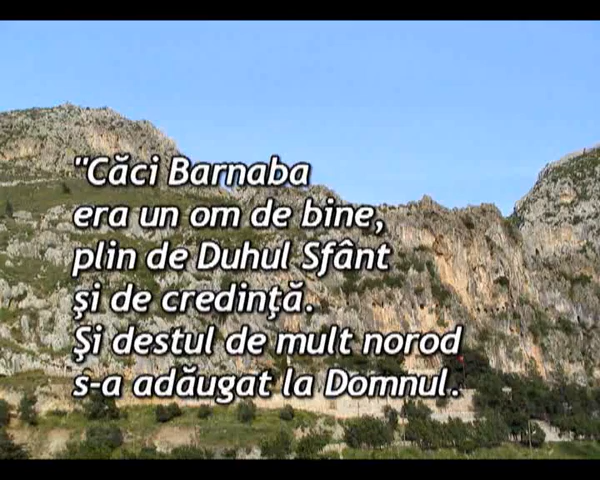 "Căci Barnaba
era un om de bine,
plin de Duhul Sfânt
şi de credinţă.
Şi destul de mult norod
s-a adăugat la Domnul.